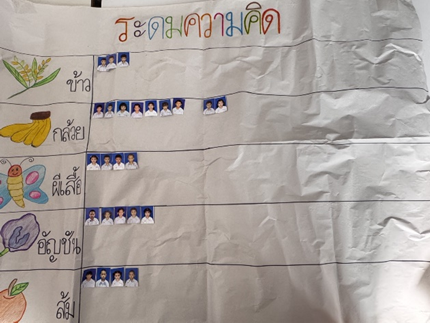 ระดมความคิด
ข้าว
กล้วย
ผีเสื้อ
อัญชัน
ส้ม